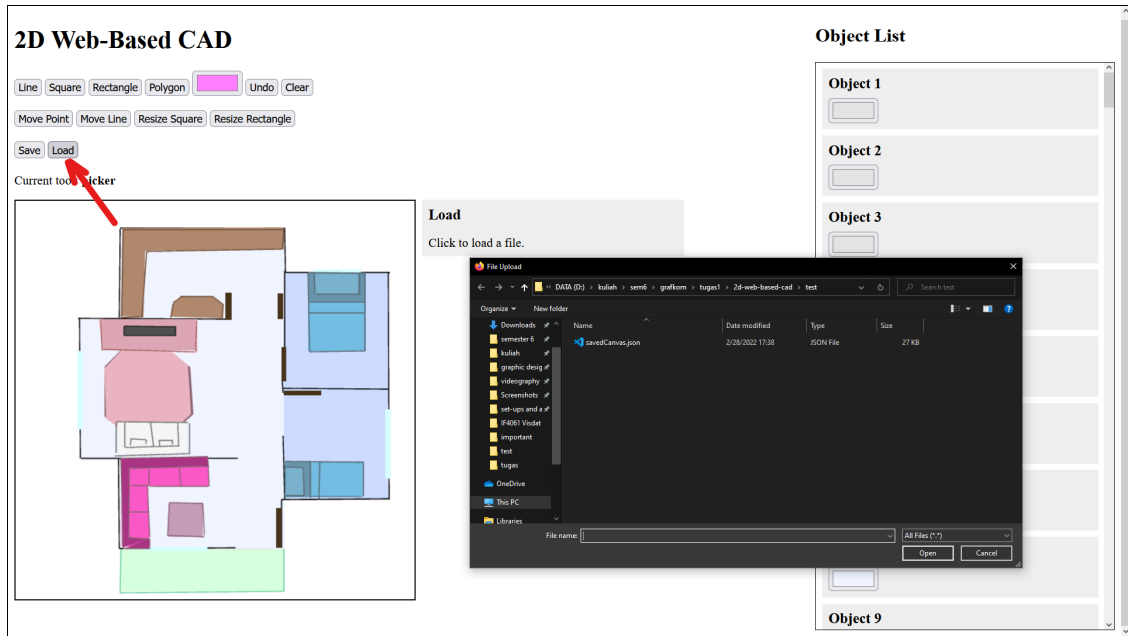 2D Web-Based CAD
Line Square Rectangle Polygon Undo Clear
Move Point Move Line Resize Square Resize Rectangle
Save Load
Current tool picker
Load
Click to load a file.
File Upload
DATA (D:) › kuliah › sem6 › grafkom › tugas1 › 2d-web-based-cad › test
Search test
Organize New folder
Downloads
semester 6
kuliah
graphic desig
videography
Screenshots
set-ups and a
IF4061 Visdat
important
test
tugas
OneDrive
This PC
Libraries
Name Date modified Type Size
savedCanvas.json 2/28/2022 17:38 JSON File 27 KB
File name: All Files (*.*)
Open Cancel
Object List
Object 1
Object 2
Object 3
Object 9